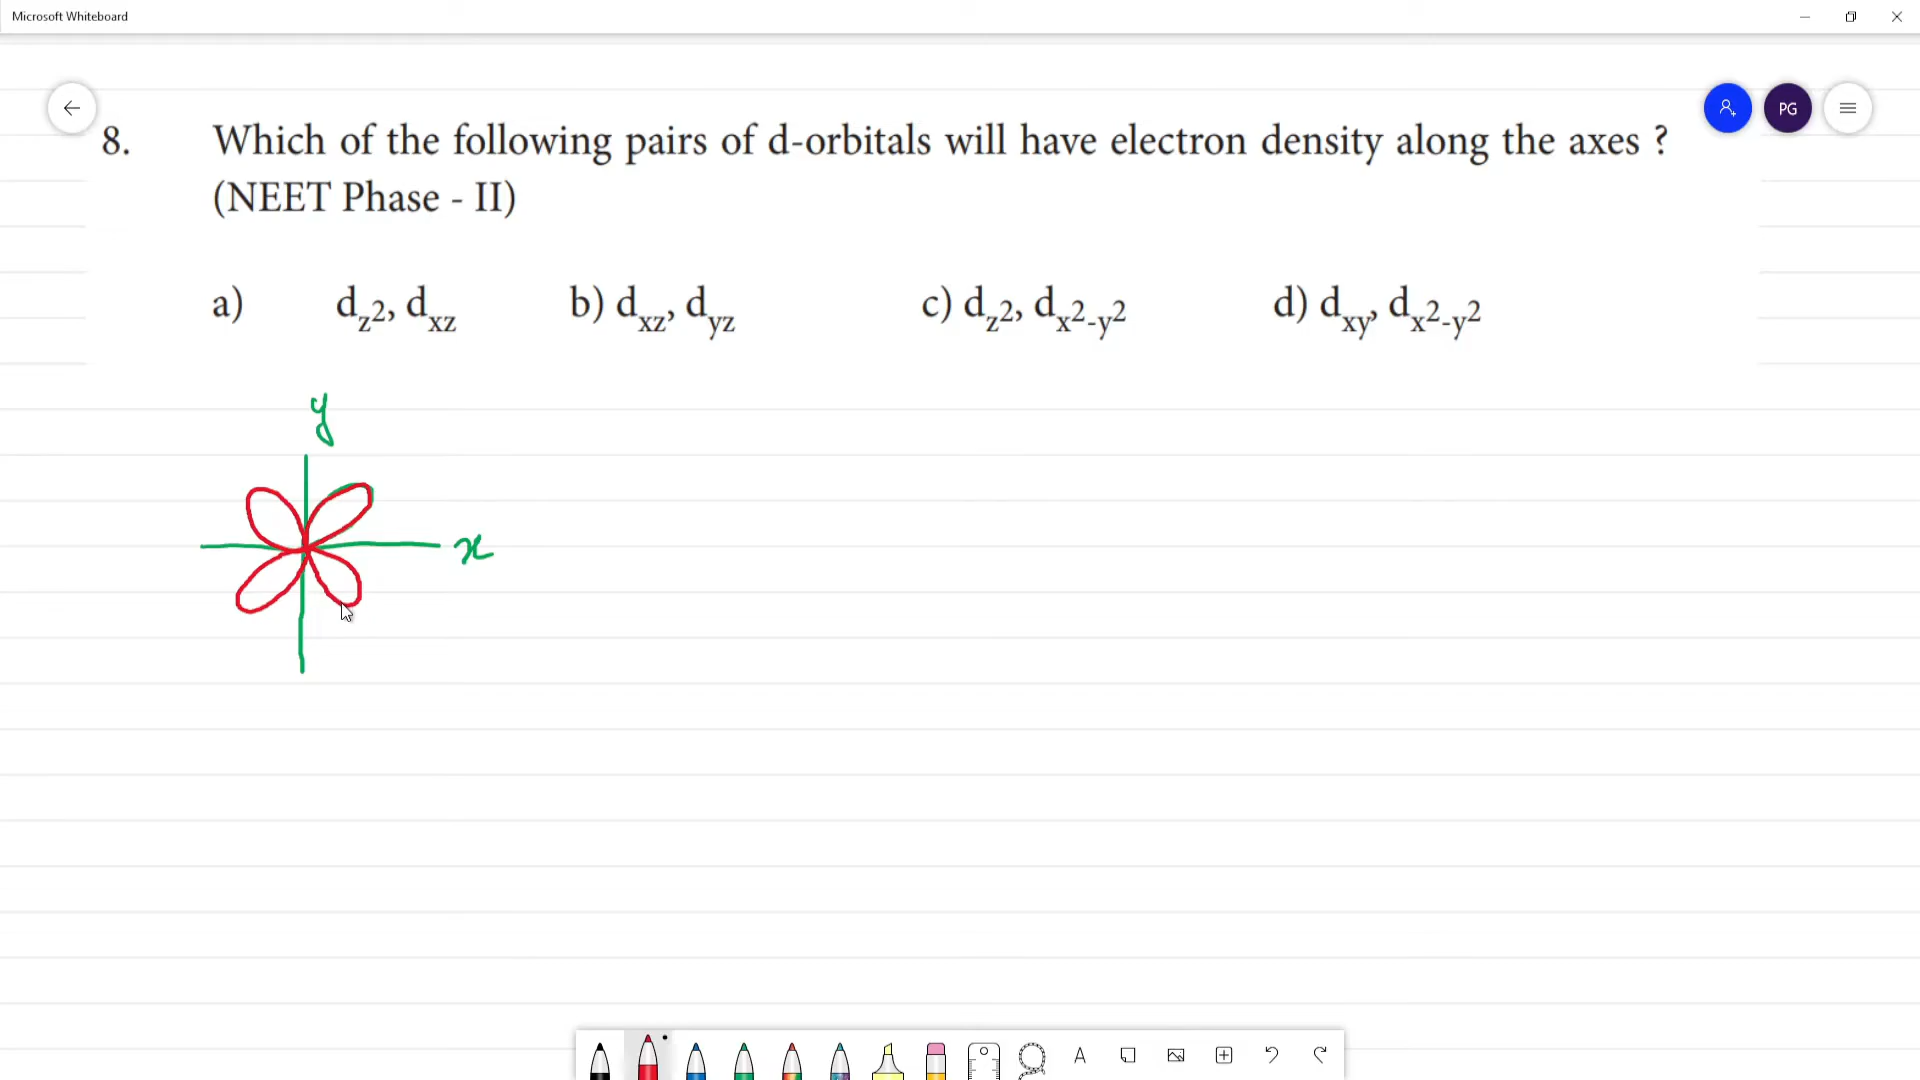 Microsoft Whiteboard
PG
8. Which of the following pairs of d-orbitals will have electron density along the axes ?
(NEET Phase - II)
a) d_z2, d_xz b) d_xz, d_yz c) d_z2, d_x2-y2 d) d_xy, d_x2-y2
y
x
A